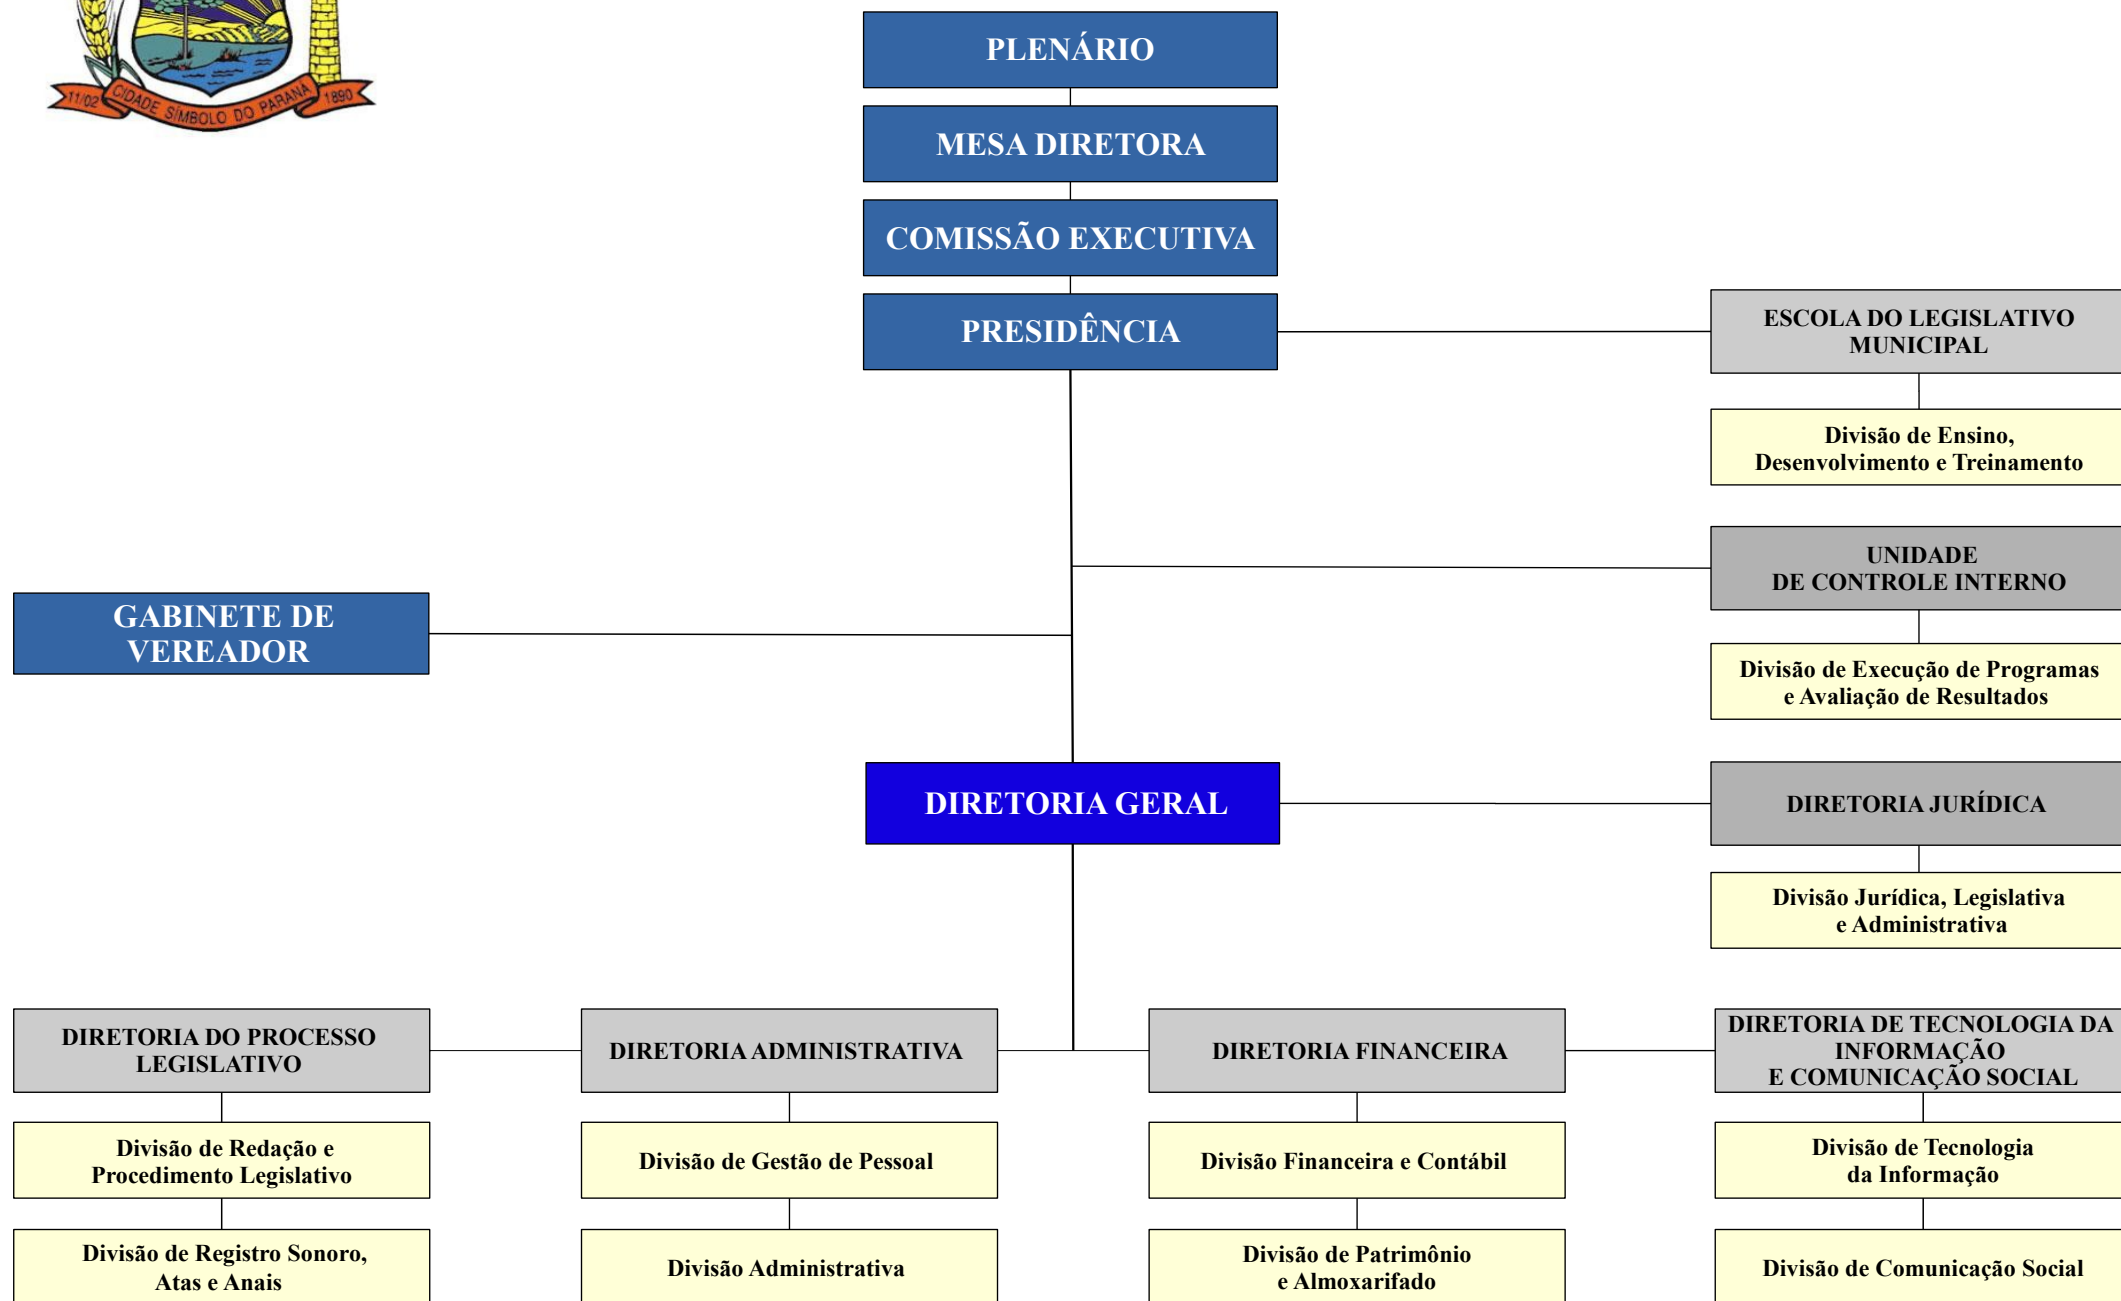 11/02 CIDADE SÍMBOLO DO PARANÁ 1890
PLENÁRIO
MESA DIRETORA
COMISSÃO EXECUTIVA
PRESIDÊNCIA
ESCOLA DO LEGISLATIVO
MUNICIPAL
Divisão de Ensino,
Desenvolvimento e Treinamento
UNIDADE
DE CONTROLE INTERNO
GABINETE DE
VEREADOR
Divisão de Execução de Programas
e Avaliação de Resultados
DIRETORIA GERAL
DIRETORIA JURÍDICA
Divisão Jurídica, Legislativa
e Administrativa
DIRETORIA DO PROCESSO
LEGISLATIVO
DIRETORIA ADMINISTRATIVA
DIRETORIA FINANCEIRA
DIRETORIA DE TECNOLOGIA DA
INFORMAÇÃO
E COMUNICAÇÃO SOCIAL
Divisão de Redação e
Procedimento Legislativo
Divisão de Gestão de Pessoal
Divisão Financeira e Contábil
Divisão de Tecnologia
da Informação
Divisão de Registro Sonoro,
Atas e Anais
Divisão Administrativa
Divisão de Patrimônio
e Almoxarifado
Divisão de Comunicação Social